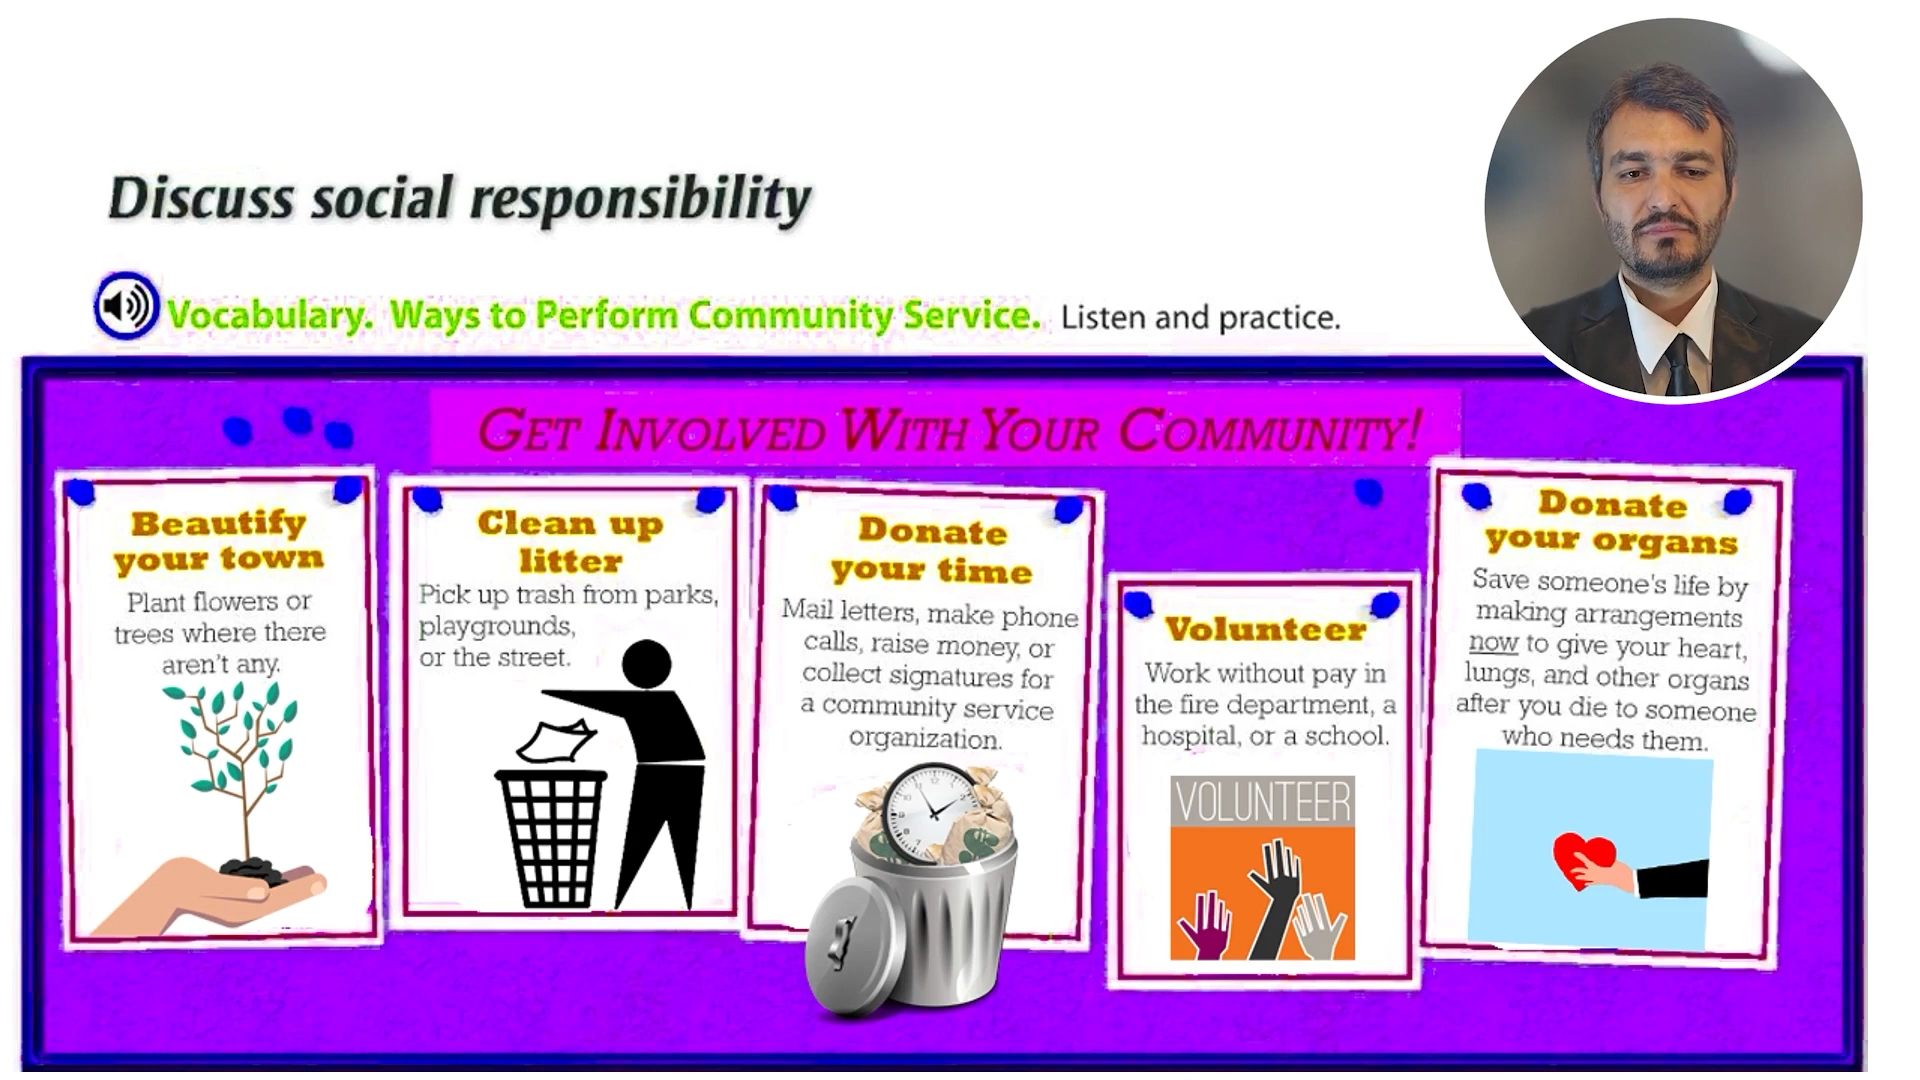 Discuss social responsibility
Vocabulary. Ways to Perform Community Service. Listen and practice.
GET INVOLVED WITH YOUR COMMUNITY!
Beautify
your town
Plant flowers or
trees where there
aren't any.
Clean up
litter
Pick up trash from parks,
playgrounds,
or the street.
Donate
your time
Mail letters, make phone
calls, raise money, or
collect signatures for
a community service
organization.
Volunteer
Work without pay in
the fire department, a
hospital, or a school.
VOLUNTEER
Donate
your organs
Save someone's life by
making arrangements
now to give your heart,
lungs, and other organs
after you die to someone
who needs them.